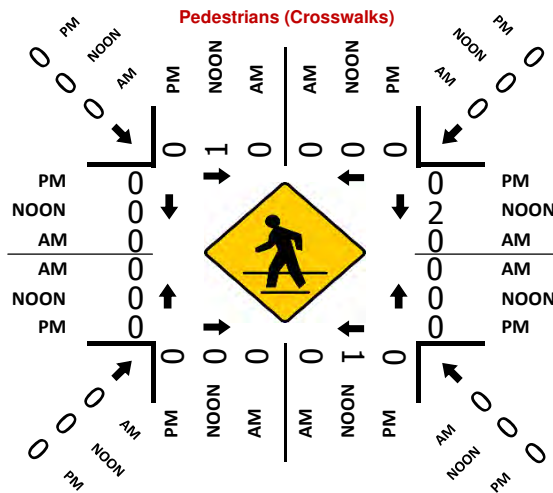 Pedestrians (Crosswalks)
0 PM
0 NOON
0 AM
PM NOON AM AM NOON PM
PM 0
NOON 0
AM 0
0 1 0 0 0 0
PM 0 0 PM
NOON 0 2 NOON
AM 0 0 AM
AM 0 0 AM
NOON 0 0 NOON
PM 0 0 PM
0 0 0 0 1 0
0 AM
0 NOON
0 PM
PM NOON AM AM NOON PM
AM 0
NOON 0
PM 0